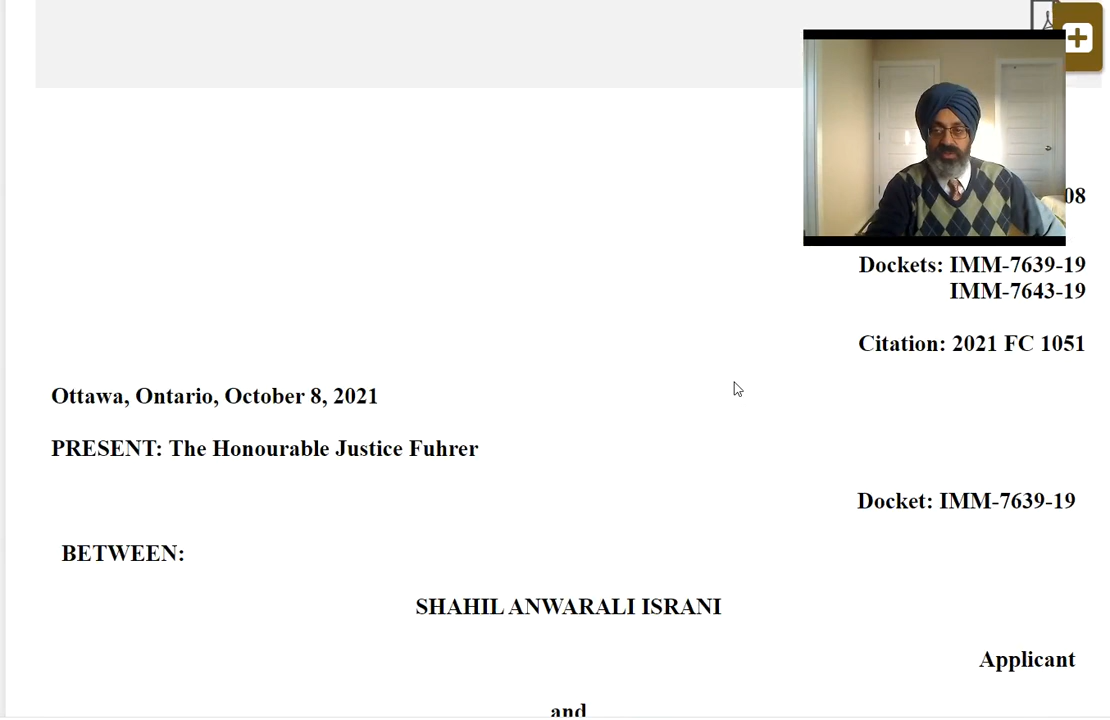 08
Dockets: IMM-7639-19
IMM-7643-19
Citation: 2021 FC 1051
Ottawa, Ontario, October 8, 2021
PRESENT: The Honourable Justice Fuhrer
Docket: IMM-7639-19
BETWEEN:
SHAHIL ANWARALI ISRANI
Applicant
and